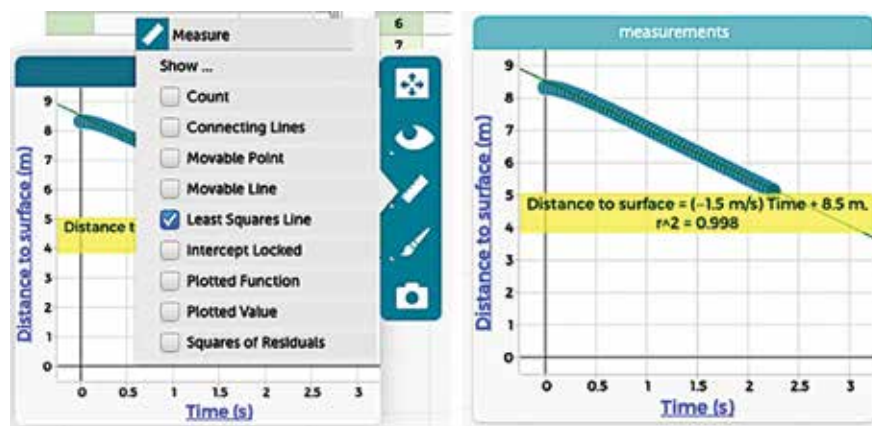 6
7
Measure
Show ...
Count
Connecting Lines
Movable Point
Movable Line
Least Squares Line
Intercept Locked
Plotted Function
Plotted Value
Squares of Residuals
Distance to surface (m)
9
8
7
6
5
4
3
2
1
0
Distance t
0 0.5 1 1.5 2 2.5 3
Time (s)
measurements
Distance to surface (m)
9
8
7
6
5
4
3
2
1
0
Distance to surface = (−1.5 m/s) Time + 8.5 m.
r^2 = 0.998
0 0.5 1 1.5 2 2.5 3
Time (s)